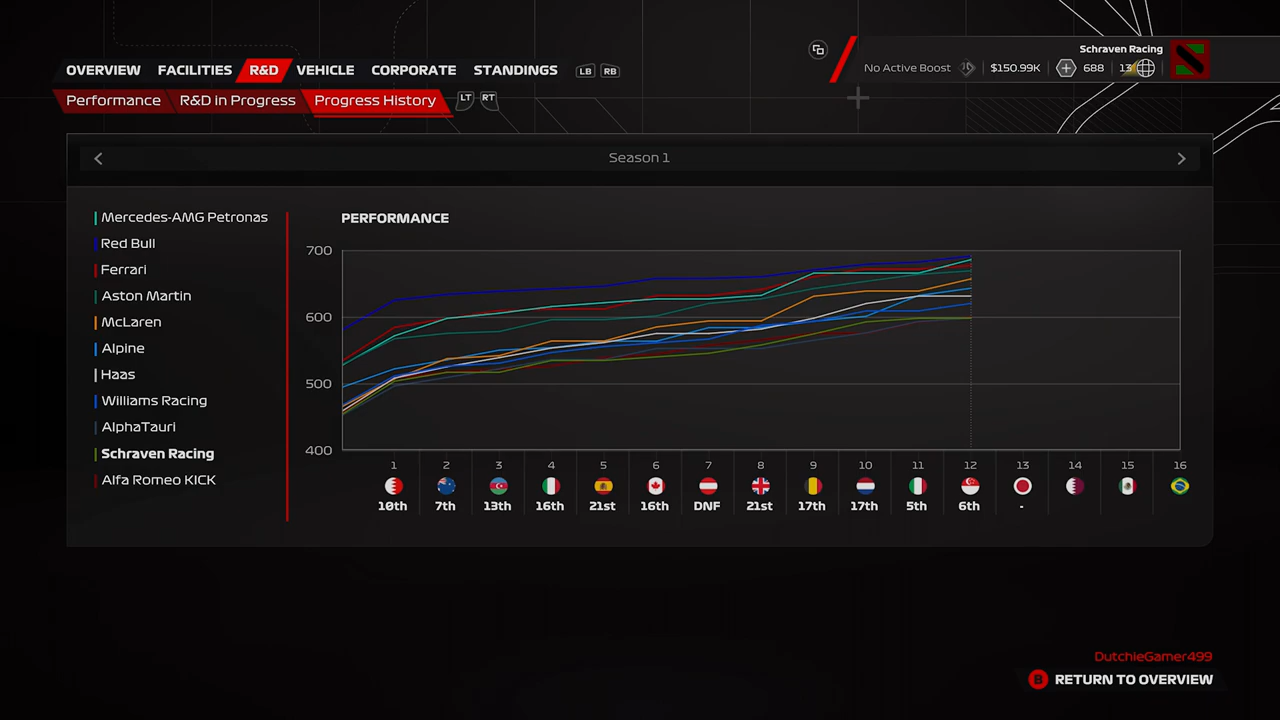 Schraven Racing
OVERVIEW FACILITIES R&D VEHICLE CORPORATE STANDINGS LB RB
No Active Boost $150.99K 688
Performance R&D in Progress Progress History LT RT
Season 1
Mercedes-AMG Petronas
Red Bull
Ferrari
Aston Martin
McLaren
Alpine
Haas
Williams Racing
AlphaTauri
Schraven Racing
Alfa Romeo KICK
PERFORMANCE
700
600
500
400
1 2 3 4 5 6 7 8 9 10 11 12 13 14 15 16
10th 7th 13th 16th 21st 16th DNF 21st 17th 17th 5th 6th -
DutchieGamer499
B RETURN TO OVERVIEW